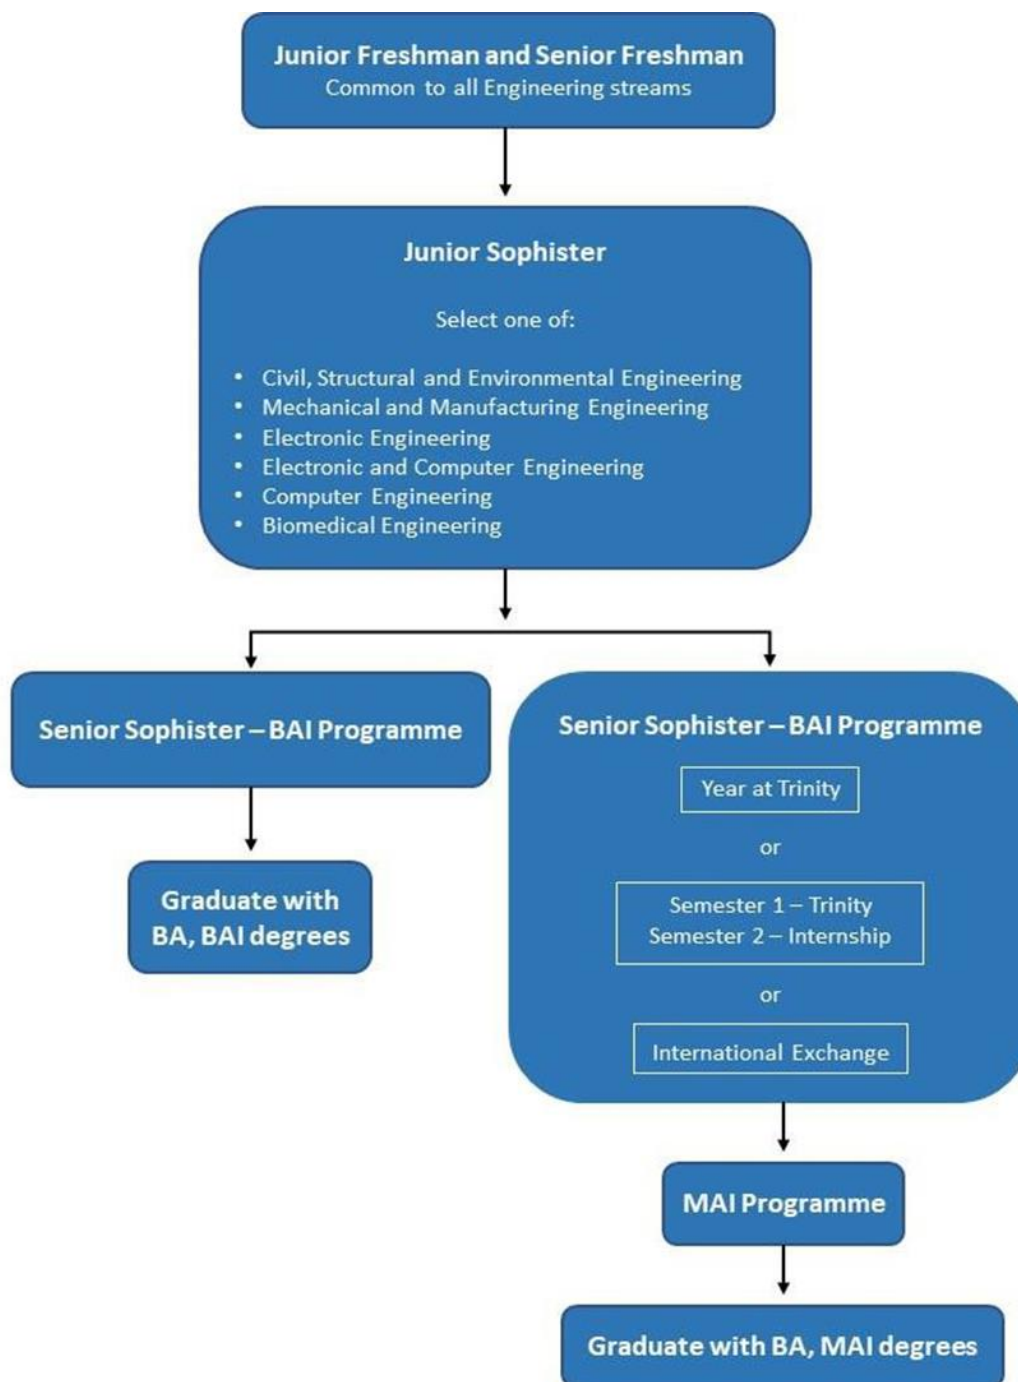 Junior Freshman and Senior Freshman
Common to all Engineering streams
Junior Sophister
Select one of:
• Civil, Structural and Environmental Engineering
• Mechanical and Manufacturing Engineering
• Electronic Engineering
• Electronic and Computer Engineering
• Computer Engineering
• Biomedical Engineering
Senior Sophister – BAI Programme
Graduate with
BA, BAI degrees
Senior Sophister – BAI Programme
Year at Trinity
or
Semester 1 – Trinity
Semester 2 – Internship
or
International Exchange
MAI Programme
Graduate with BA, MAI degrees